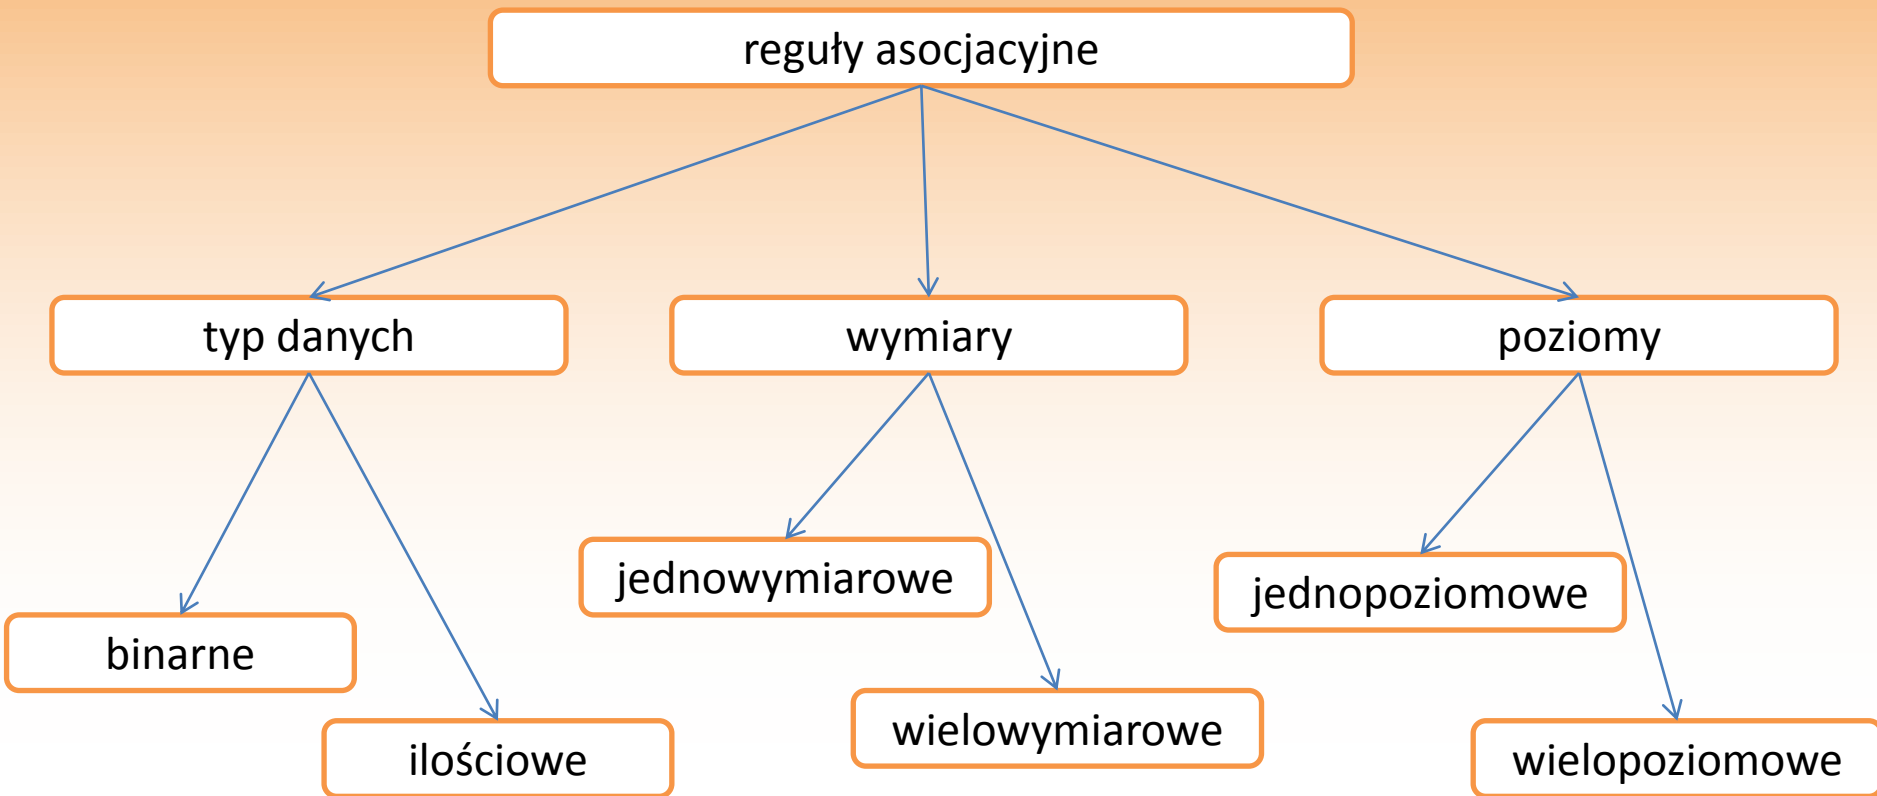 reguły asocjacyjne
typ danych
wymiary
poziomy
jednowymiarowe
jednopoziomowe
binarne
wielowymiarowe
ilościowe
wielopoziomowe